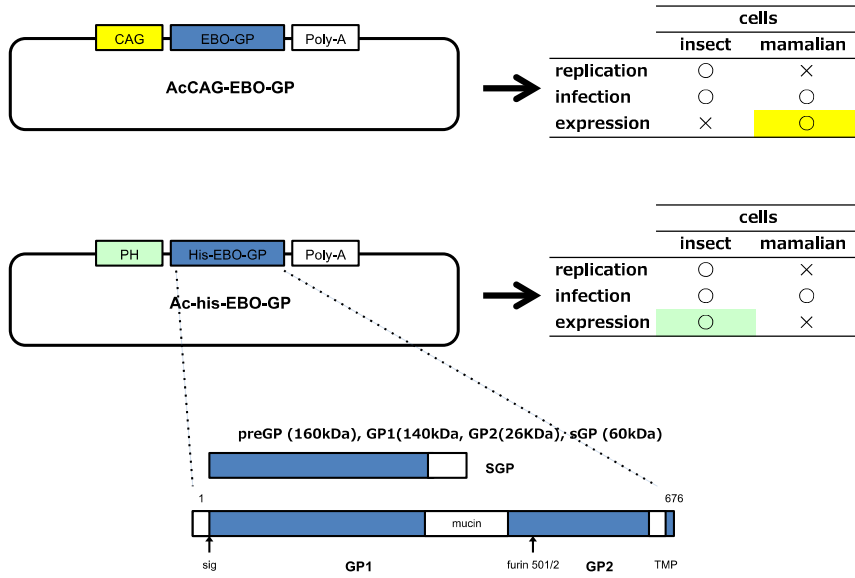 cells
CAG EBO-GP Poly-A
insect mamalian
AcCAG-EBO-GP
replication ○ ×
infection ○ ○
expression × ○
cells
PH His-EBO-GP Poly-A
insect mamalian
Ac-his-EBO-GP
replication ○ ×
infection ○ ○
expression ○ ×
preGP (160kDa), GP1(140kDa, GP2(26KDa), sGP (60kDa)
SGP
1 676
mucin
sig GP1 furin 501/2 GP2 TMP